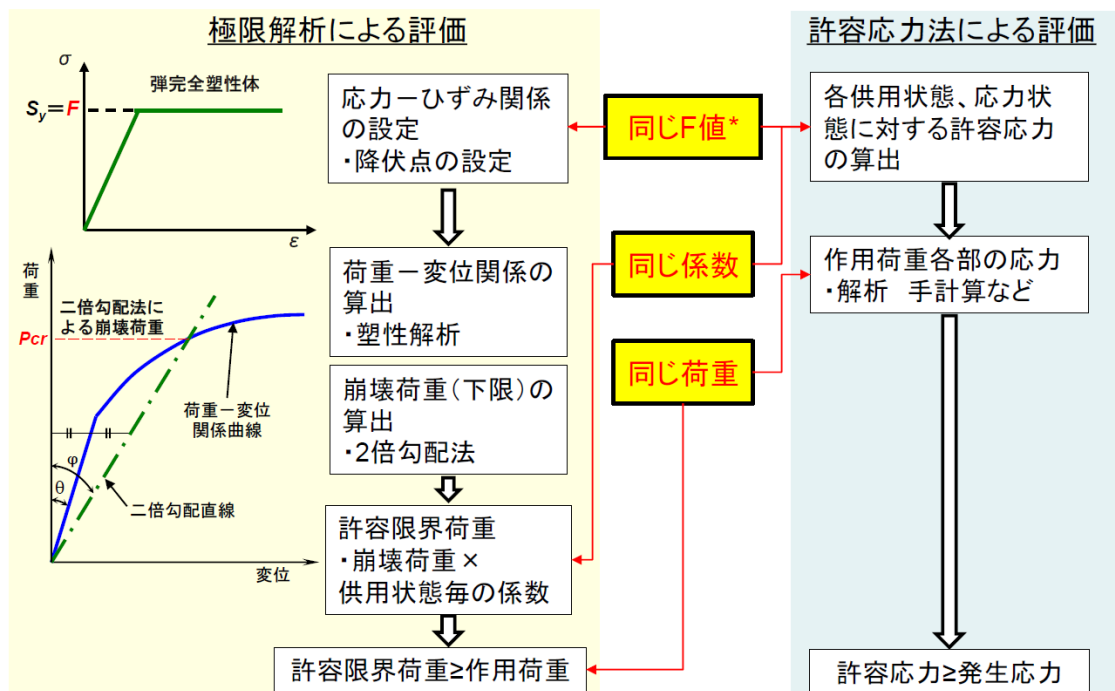 極限解析による評価
σ
弾完全塑性体
Sy=F
ε
荷重
二倍勾配法に
よる崩壊荷重
Pcr
荷重－変位
関係曲線
φ
θ
二倍勾配直線
変位
応力－ひずみ関係
の設定
・降伏点の設定
荷重－変位関係の
算出
・塑性解析
崩壊荷重(下限)の
算出
・2倍勾配法
許容限界荷重
・崩壊荷重×
供用状態毎の係数
許容限界荷重≥作用荷重
同じF値*
同じ係数
同じ荷重
許容応力法による評価
各供用状態、応力状
態に対する許容応力
の算出
作用荷重各部の応力
・解析 手計算など
許容応力≥発生応力